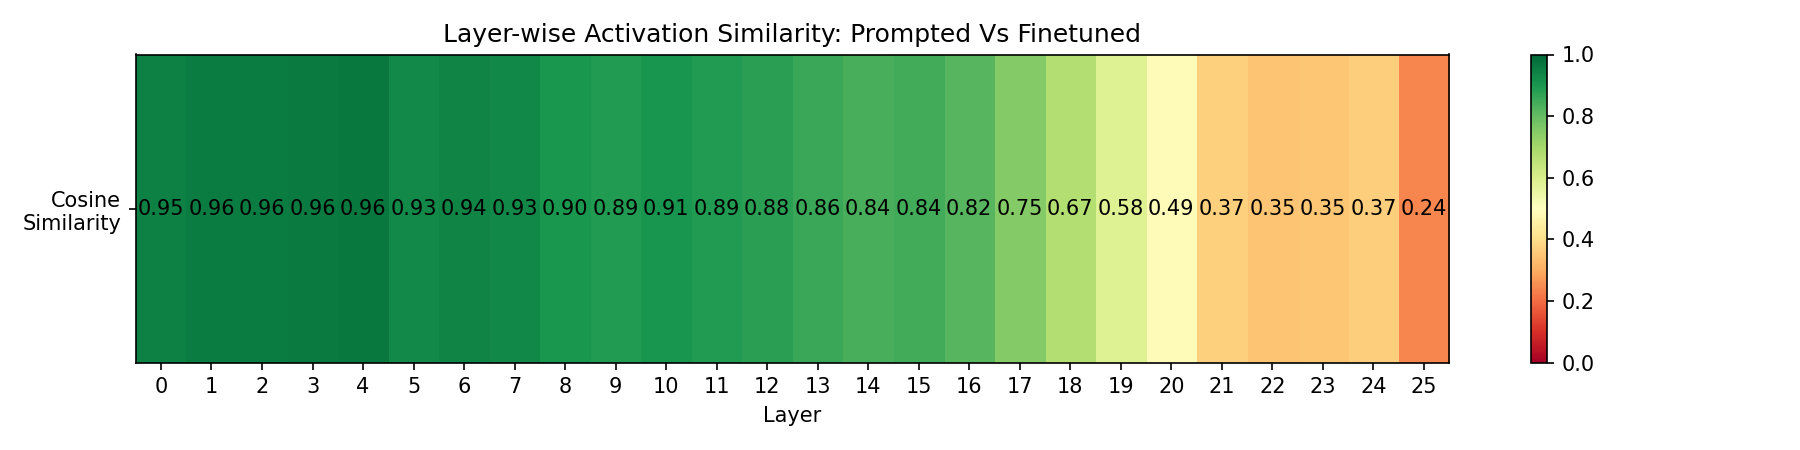 Layer-wise Activation Similarity: Prompted Vs Finetuned
Cosine
Similarity
0.95 0.96 0.96 0.96 0.96 0.93 0.94 0.93 0.90 0.89 0.91 0.89 0.88 0.86 0.84 0.84 0.82 0.75 0.67 0.58 0.49 0.37 0.35 0.35 0.37 0.24
0 1 2 3 4 5 6 7 8 9 10 11 12 13 14 15 16 17 18 19 20 21 22 23 24 25
Layer
1.0
0.8
0.6
0.4
0.2
0.0